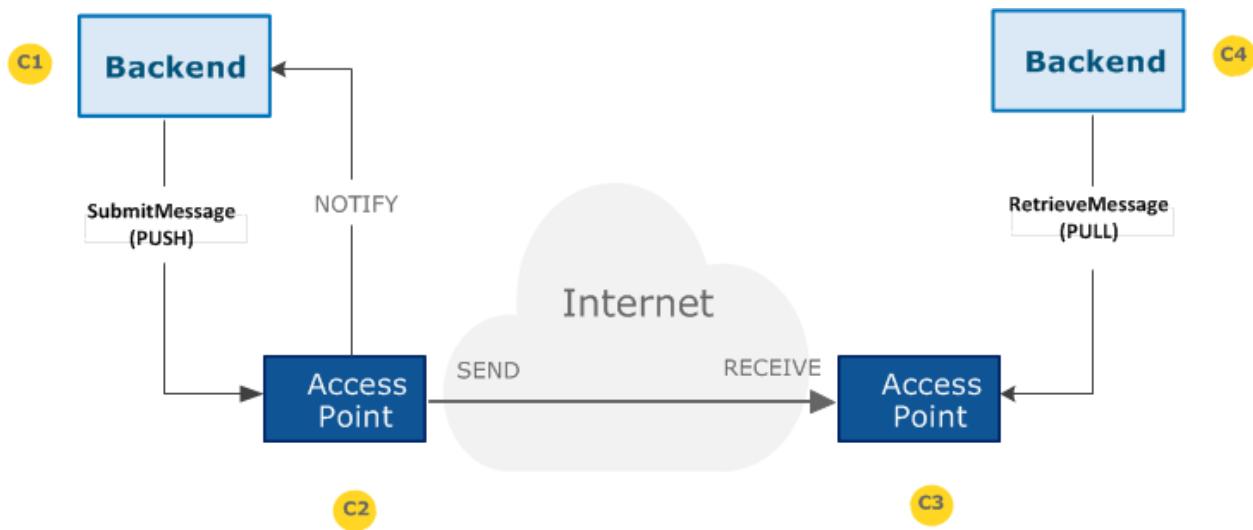 C1
Backend
Backend
C4
SubmitMessage
(PUSH)
NOTIFY
RetrieveMessage
(PULL)
Internet
SEND
RECEIVE
Access
Point
Access
Point
C2
C3